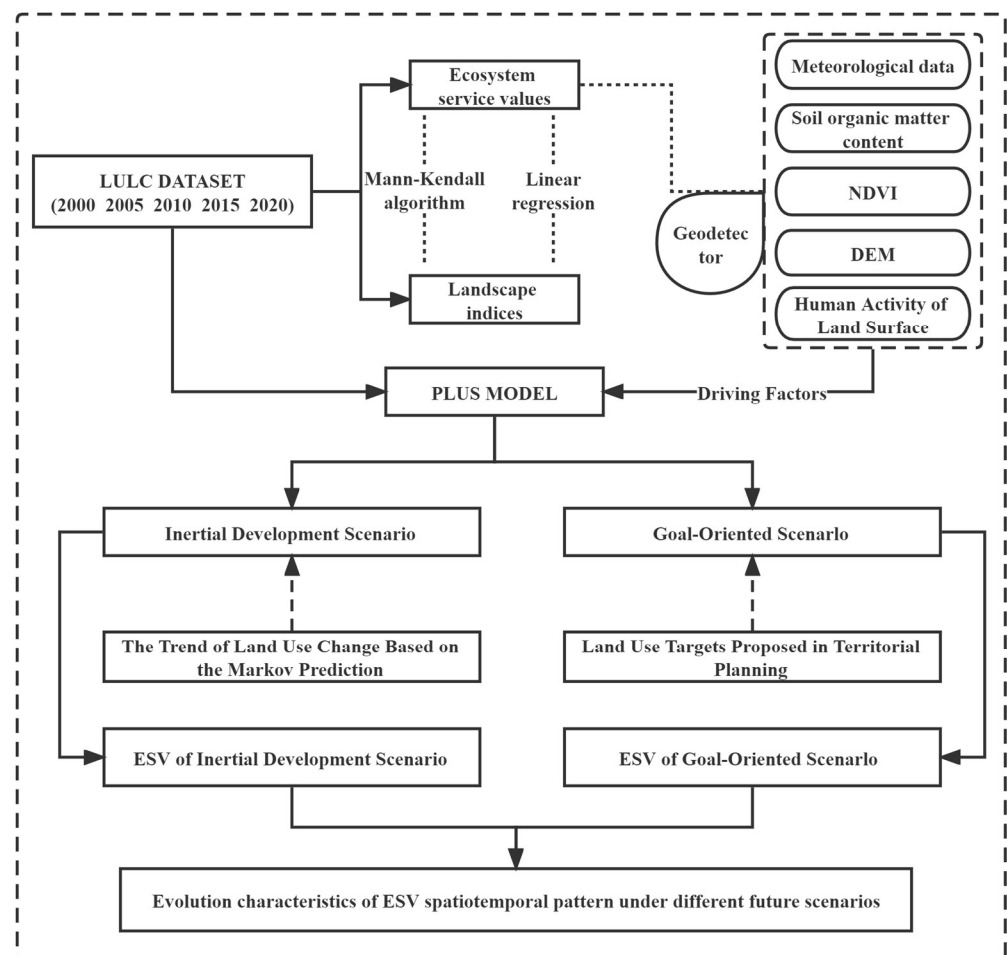 Ecosystem
service values
Meteorological data
Soil organic matter
content
LULC DATASET
(2000 2005 2010 2015 2020)
Mann-Kendall
algorithm
Linear
regression
NDVI
Geodetec
tor
DEM
Landscape
indices
Human Activity of
Land Surface
PLUS MODEL
Driving Factors
Inertial Development Scenario
Goal-Oriented Scenarlo
The Trend of Land Use Change Based on
the Markov Prediction
Land Use Targets Proposed in Territorial
Planning
ESV of Inertial Development Scenario
ESV of Goal-Oriented Scenarlo
Evolution characteristics of ESV spatiotemporal pattern under different future scenarios